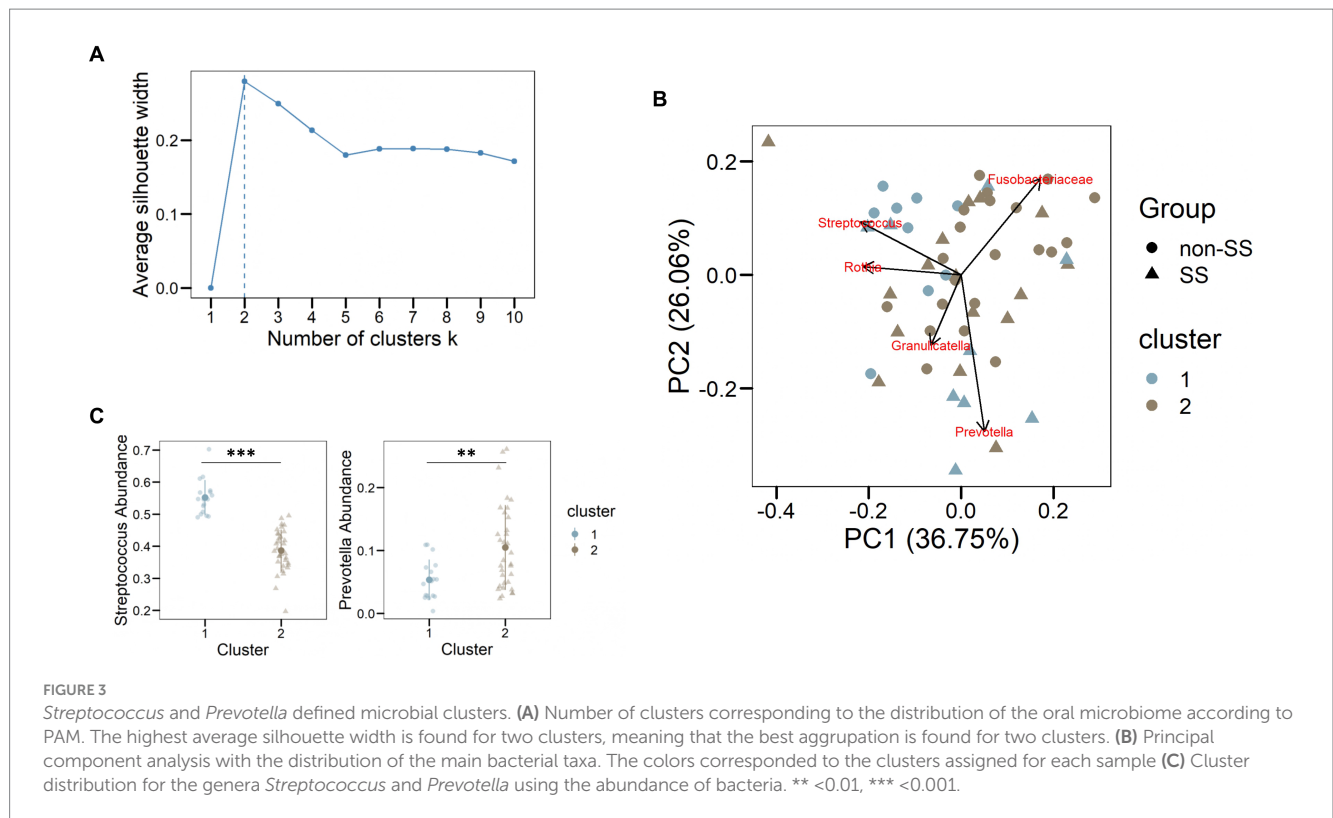 A
Average silhouette width
0.2
0.1
0.0
1 2 3 4 5 6 7 8 9 10
Number of clusters k
B
PC2 (26.06%)
0.2
0.0
-0.2
Fusobacteriaceae
Streptococcus
Rothia
Granulicatella
Prevotella
-0.4 -0.2 0.0 0.2
PC1 (36.75%)
Group
non-SS
SS
cluster
1
2
C
Streptococcus Abundance
0.7
0.6
0.5
0.4
0.3
0.2
***
1 2
Cluster
Prevotella Abundance
0.2
0.1
0.0
**
1 2
Cluster
cluster
1
2
FIGURE 3
Streptococcus and Prevotella defined microbial clusters. (A) Number of clusters corresponding to the distribution of the oral microbiome according to
PAM. The highest average silhouette width is found for two clusters, meaning that the best aggrupation is found for two clusters. (B) Principal
component analysis with the distribution of the main bacterial taxa. The colors corresponded to the clusters assigned for each sample (C) Cluster
distribution for the genera Streptococcus and Prevotella using the abundance of bacteria. ** <0.01, *** <0.001.